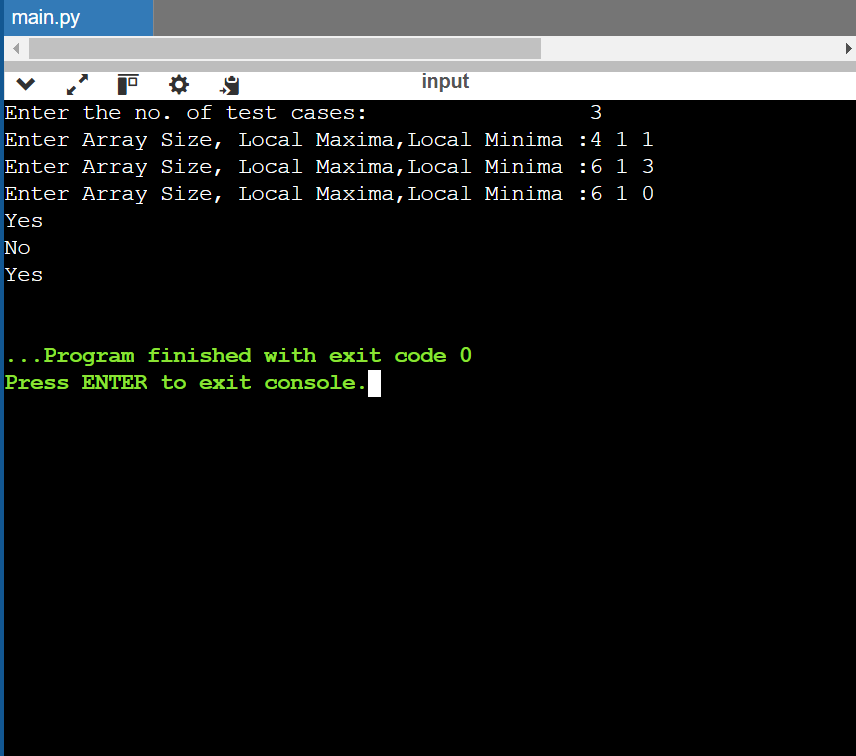 main.py
input
Enter the no. of test cases:                 3
Enter Array Size, Local Maxima,Local Minima :4 1 1
Enter Array Size, Local Maxima,Local Minima :6 1 3
Enter Array Size, Local Maxima,Local Minima :6 1 0
Yes
No
Yes
...Program finished with exit code 0
Press ENTER to exit console.